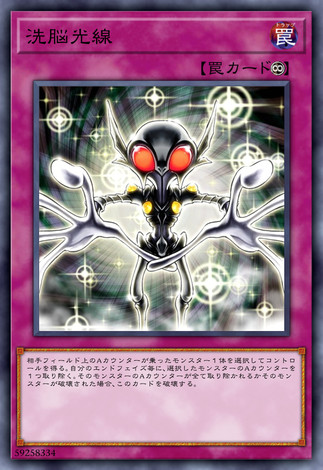 洗脳光線
トラップ
罠
【罠カード】
相手フィールド上のAカウンターが乗ったモンスター1体を選択してコントロー
ルを得る。自分のエンドフェイズ毎に、選択したモンスターのAカウンターを
1つ取り除く。そのモンスターのAカウンターが全て取り除かれるかそのモン
スターが破壊された場合、このカードを破壊する。
59258334